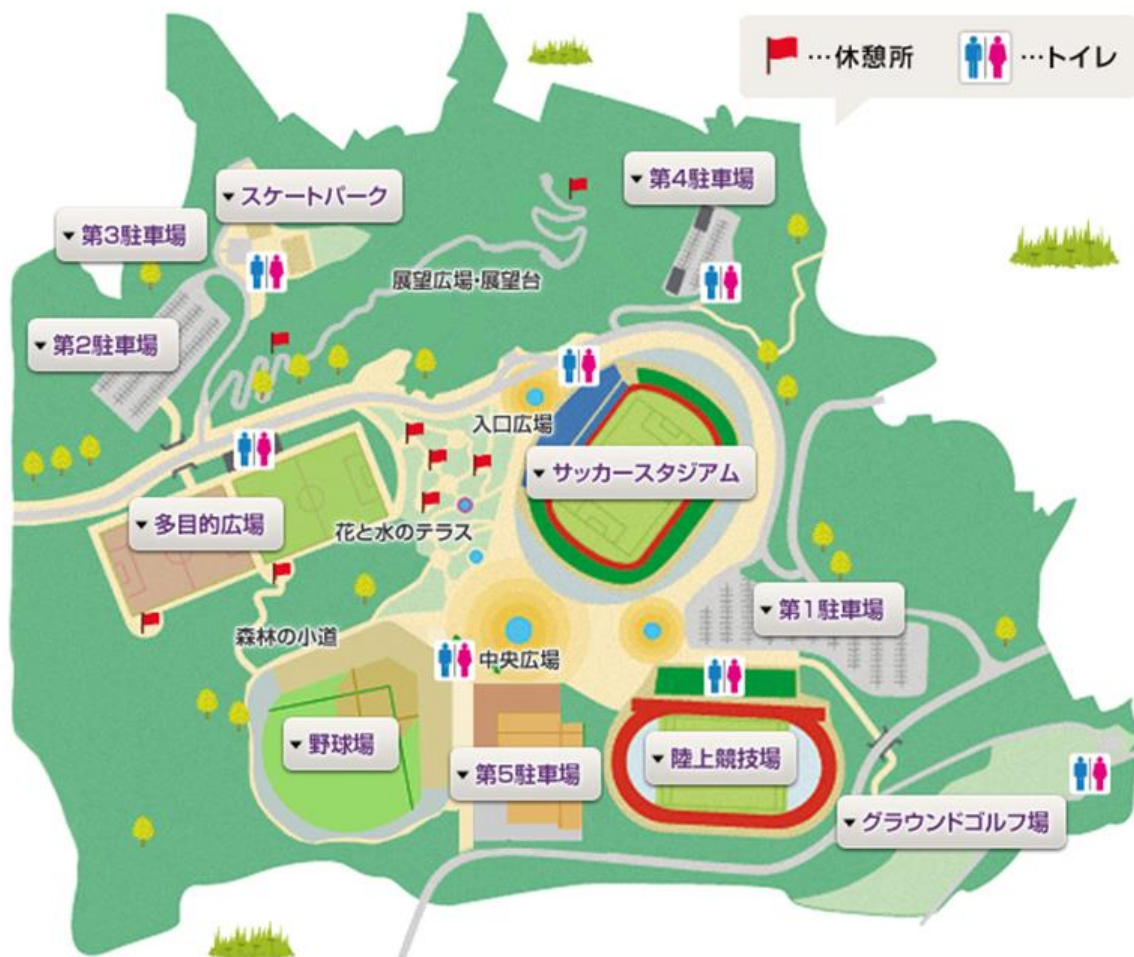 …休憩所
…トイレ
第4駐車場
スケートパーク
第3駐車場
展望広場・展望台
第2駐車場
入口広場
サッカースタジアム
多目的広場
花と水のテラス
第1駐車場
森林の小道
中央広場
野球場
第5駐車場
陸上競技場
グラウンドゴルフ場